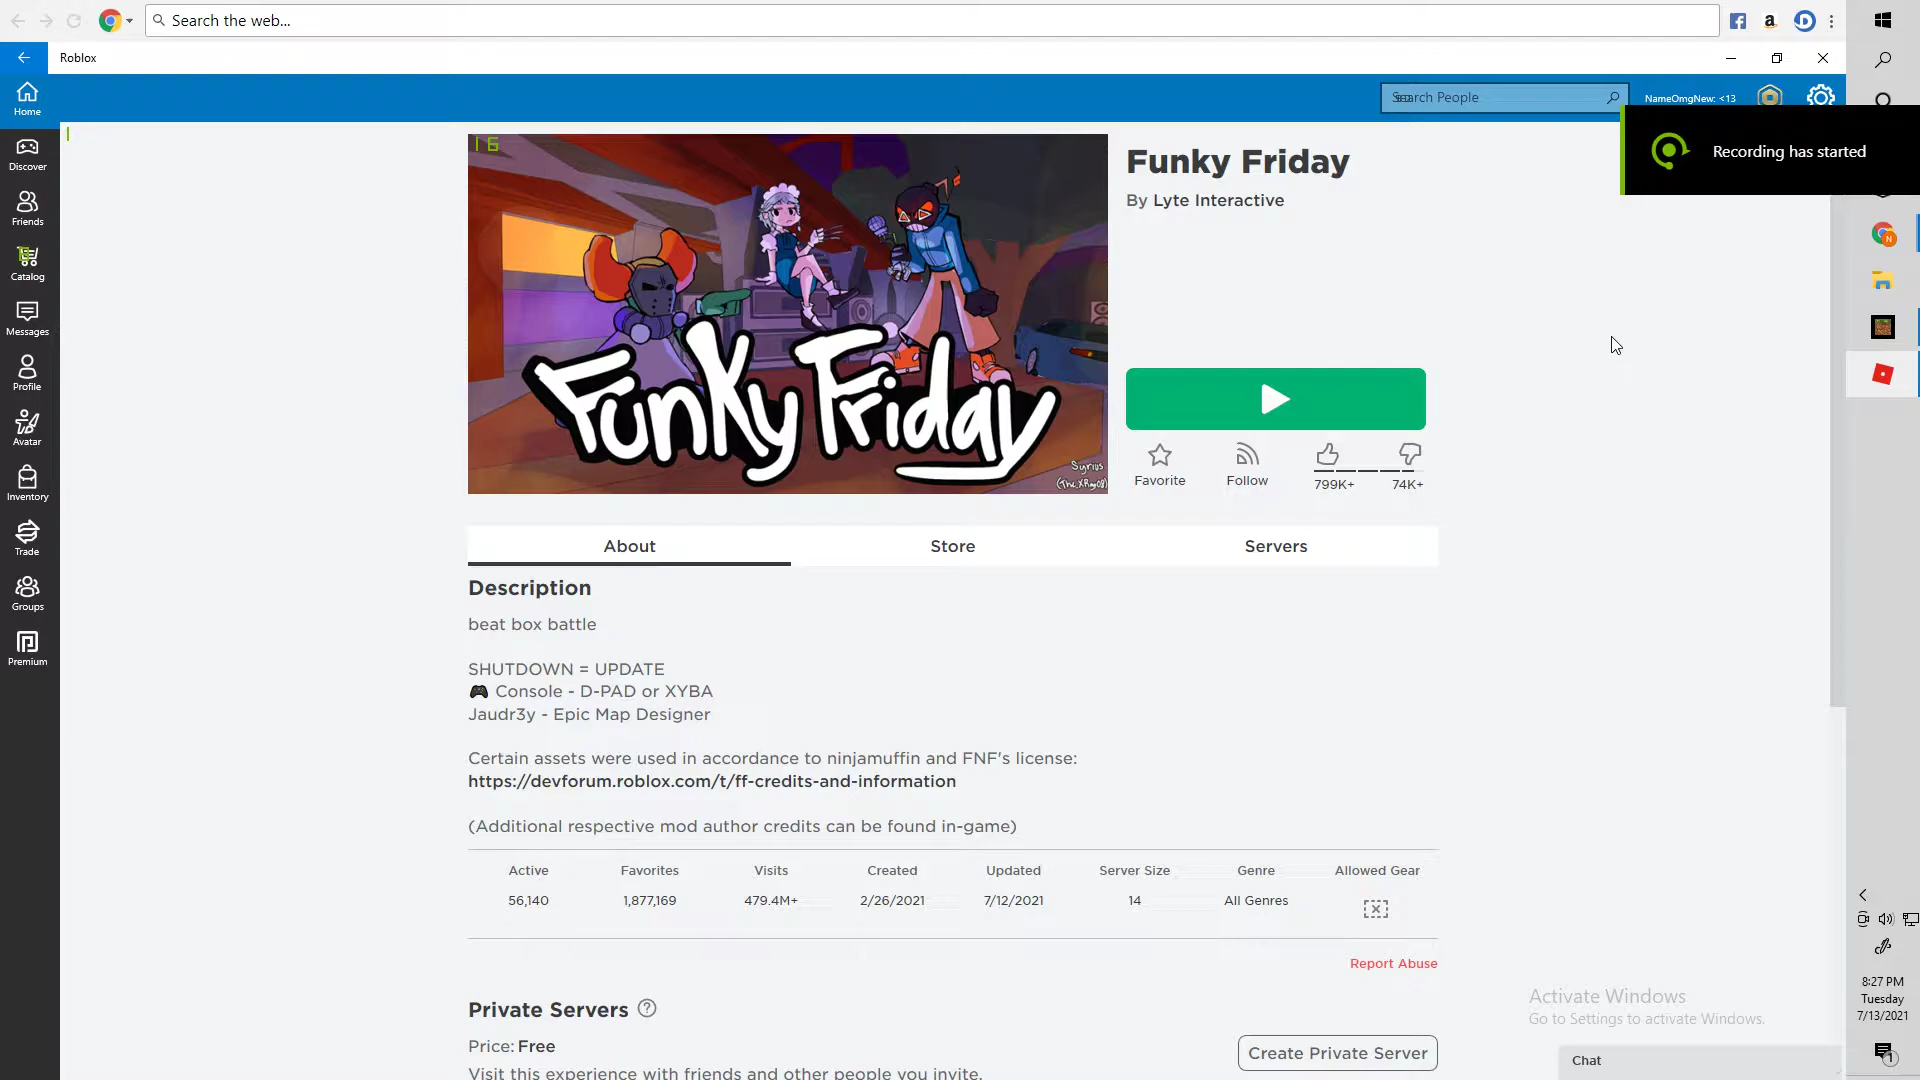 Search the web...
Roblox
Home
Search People
NameOmgNew: <13
Recording has started
Discover
Friends
Catalog
Messages
Profile
Avatar
Inventory
Trade
Groups
Premium
16
Funky Friday
Syrius
Funky Friday
By Lyte Interactive
Favorite
Follow
799K+
74K+
About
Store
Servers
Description
beat box battle
SHUTDOWN = UPDATE
🎮 Console - D-PAD or XYBA
Jaudr3y - Epic Map Designer
Certain assets were used in accordance to ninjamuffin and FNF's license:
https://devforum.roblox.com/t/ff-credits-and-information
(Additional respective mod author credits can be found in-game)
Active Favorites Visits Created Updated Server Size Genre Allowed Gear
56,140 1,877,169 479.4M+ 2/26/2021 7/12/2021 14 All Genres
Report Abuse
Private Servers
Price: Free
Create Private Server
Visit this experience with friends and other people you invite.
Activate Windows
Go to Settings to activate Windows.
Chat
8:27 PM
Tuesday
7/13/2021
1